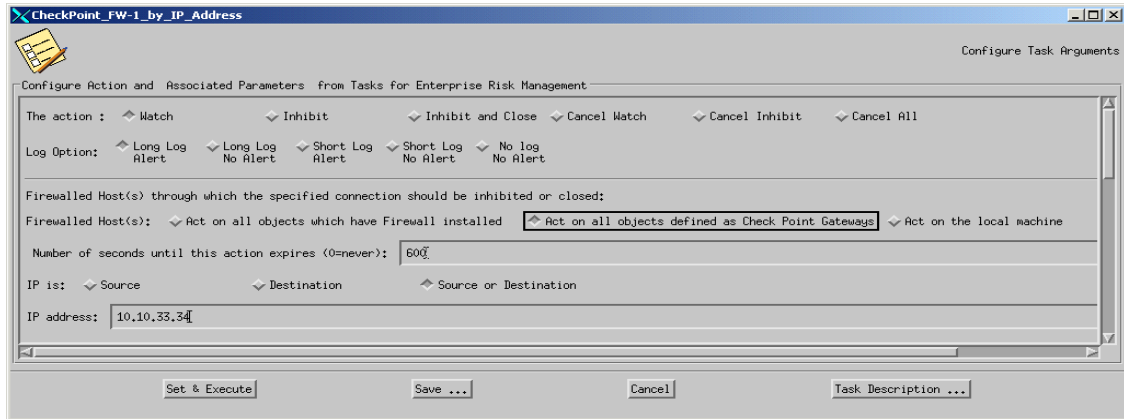 CheckPoint_FW-1_by_IP_Address
Configure Task Arguments
Configure Action and Associated Parameters from Tasks for Enterprise Risk Management
The action : Watch Inhibit Inhibit and Close Cancel Watch Cancel Inhibit Cancel All
Log Option: Long Log Long Log Short Log Short Log No log
Alert No Alert Alert No Alert No Alert
Firewalled Host(s) through which the specified connection should be inhibited or closed:
Firewalled Host(s): Act on all objects which have Firewall installed Act on all objects defined as Check Point Gateways Act on the local machine
Number of seconds until this action expires (0=never): 600
IP is: Source Destination Source or Destination
IP address: 10.10.33.34
Set & Execute Save ... Cancel Task Description ...